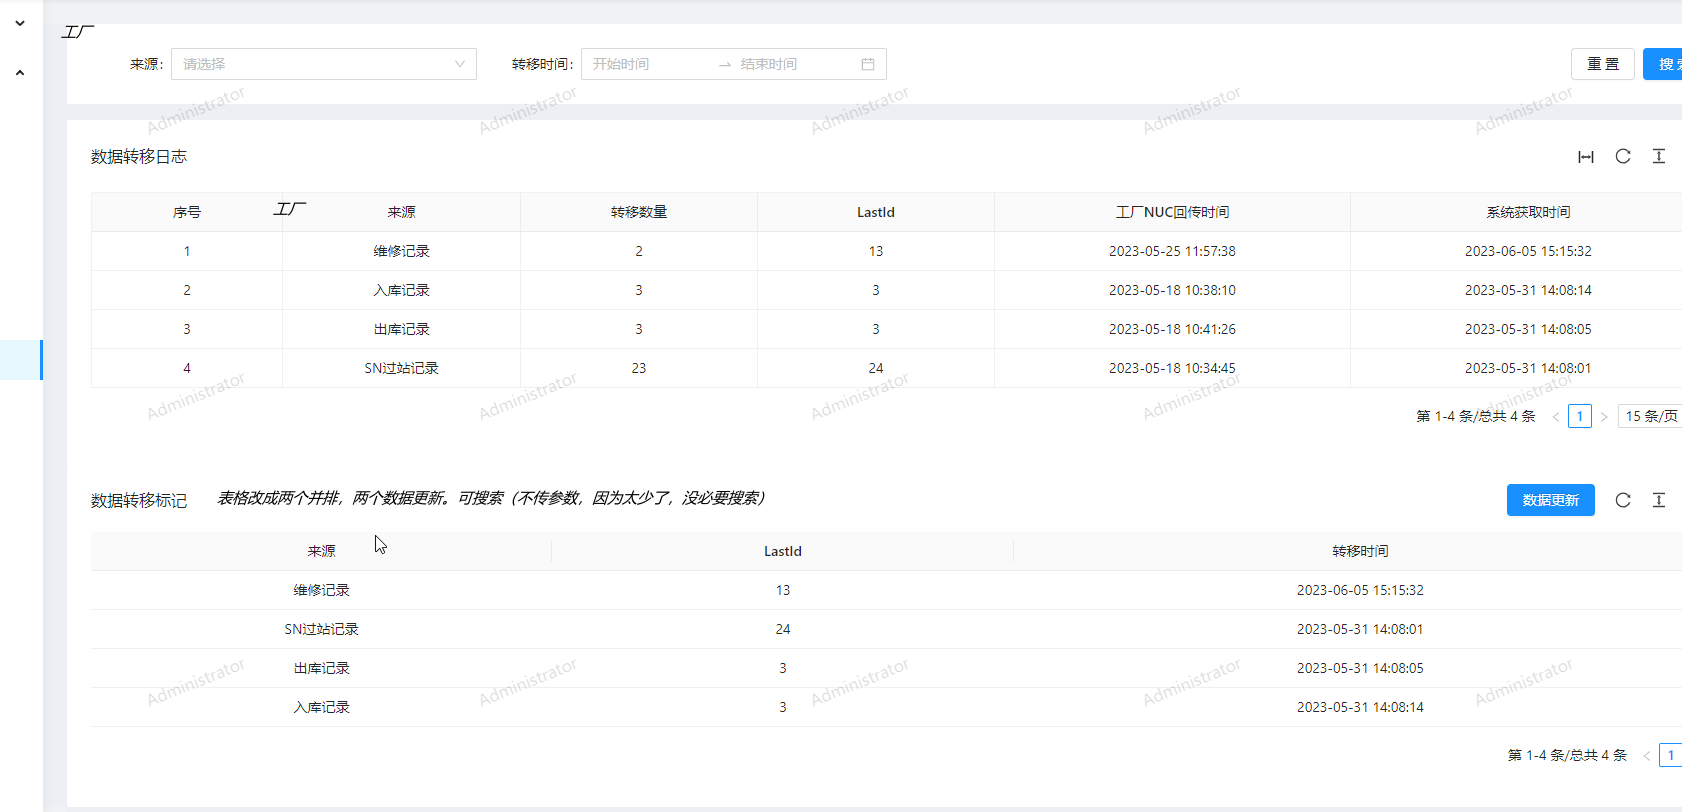 工厂
来源： 请选择 转移时间： 开始时间 → 结束时间 重 置 搜
Administrator Administrator Administrator Administrator Administrator
数据转移日志
序号 工厂 来源 转移数量 LastId 工厂NUC回传时间 系统获取时间
1 维修记录 2 13 2023-05-25 11:57:38 2023-06-05 15:15:32
2 入库记录 3 3 2023-05-18 10:38:10 2023-05-31 14:08:14
3 出库记录 3 3 2023-05-18 10:41:26 2023-05-31 14:08:05
4 SN过站记录 23 24 2023-05-18 10:34:45 2023-05-31 14:08:01
Administrator Administrator Administrator Administrator Administrator
第 1-4 条/总共 4 条 < 1 > 15 条/页
数据转移标记 表格改成两个并排，两个数据更新。可搜索（不传参数，因为太少了，没必要搜索） 数据更新
来源 LastId 转移时间
维修记录 13 2023-06-05 15:15:32
SN过站记录 24 2023-05-31 14:08:01
出库记录 3 2023-05-31 14:08:05
Administrator Administrator Administrator Administrator Administrator
入库记录 3 2023-05-31 14:08:14
第 1-4 条/总共 4 条 < 1